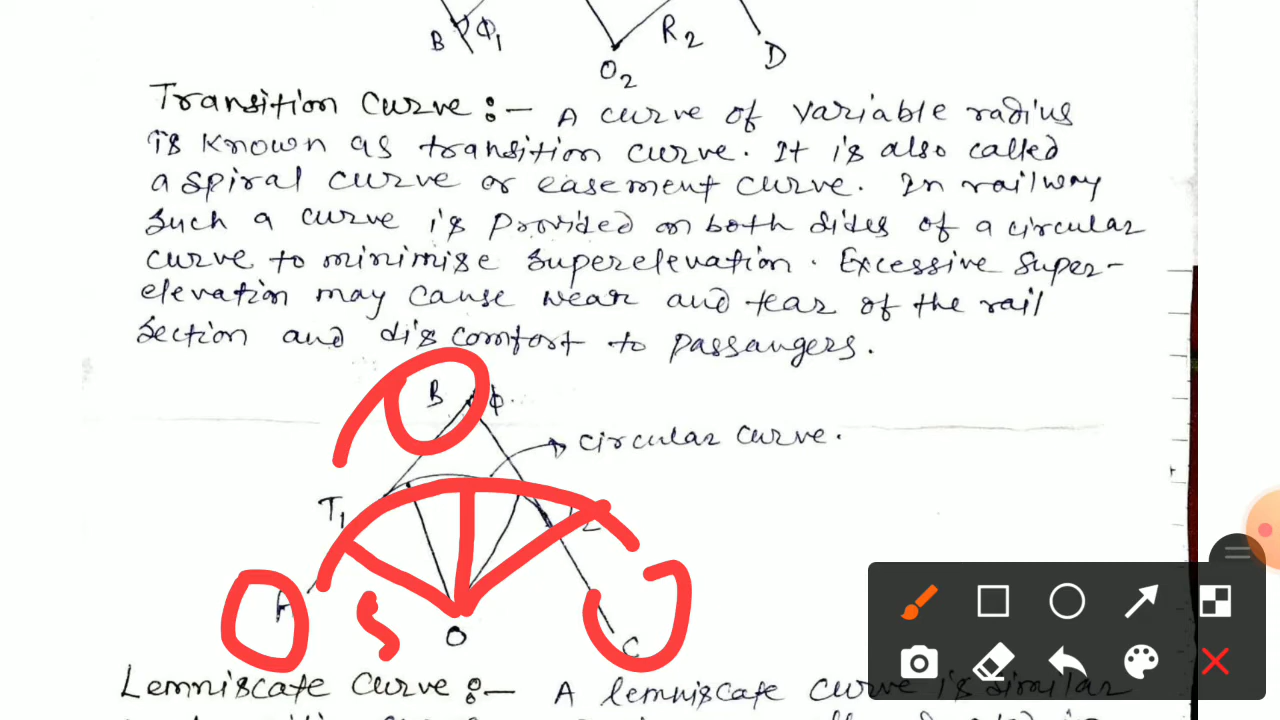 B ϕ1 R2
O2 D
Transition Curve :- A curve of variable radius
is known as transition curve. It is also called
a spiral curve or easement curve. In railway
such a curve is provided on both sides of a circular
curve to minimise superelevation. Excessive super-
elevation may cause wear and tear of the rail
section and discomfort to passangers.
B ϕ.
circular curve.
T1
O C
Lemniscate Curve :- A lemniscate curve is similar